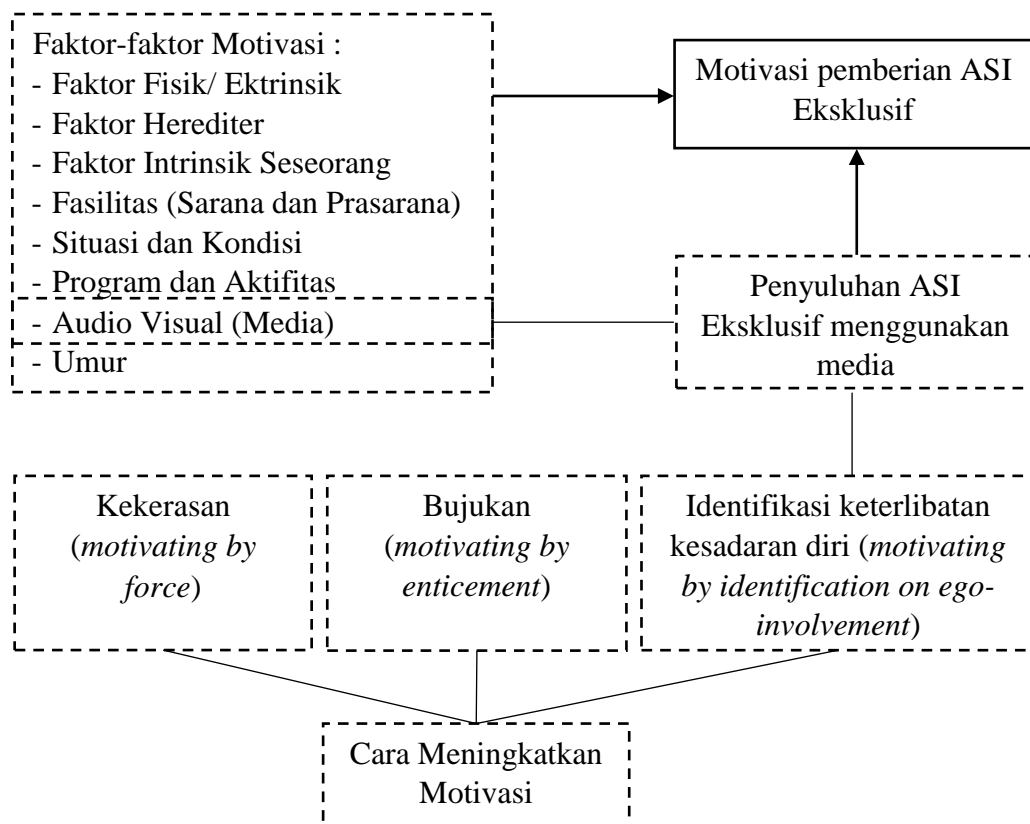 Faktor-faktor Motivasi :
- Faktor Fisik/ Ektrinsik
- Faktor Herediter
- Faktor Intrinsik Seseorang
- Fasilitas (Sarana dan Prasarana)
- Situasi dan Kondisi
- Program dan Aktifitas
- Audio Visual (Media)
- Umur
Motivasi pemberian ASI
Eksklusif
Penyuluhan ASI
Eksklusif menggunakan
media
Kekerasan
(motivating by
force)
Bujukan
(motivating by
enticement)
Identifikasi keterlibatan
kesadaran diri (motivating
by identification on ego-
involvement)
Cara Meningkatkan
Motivasi